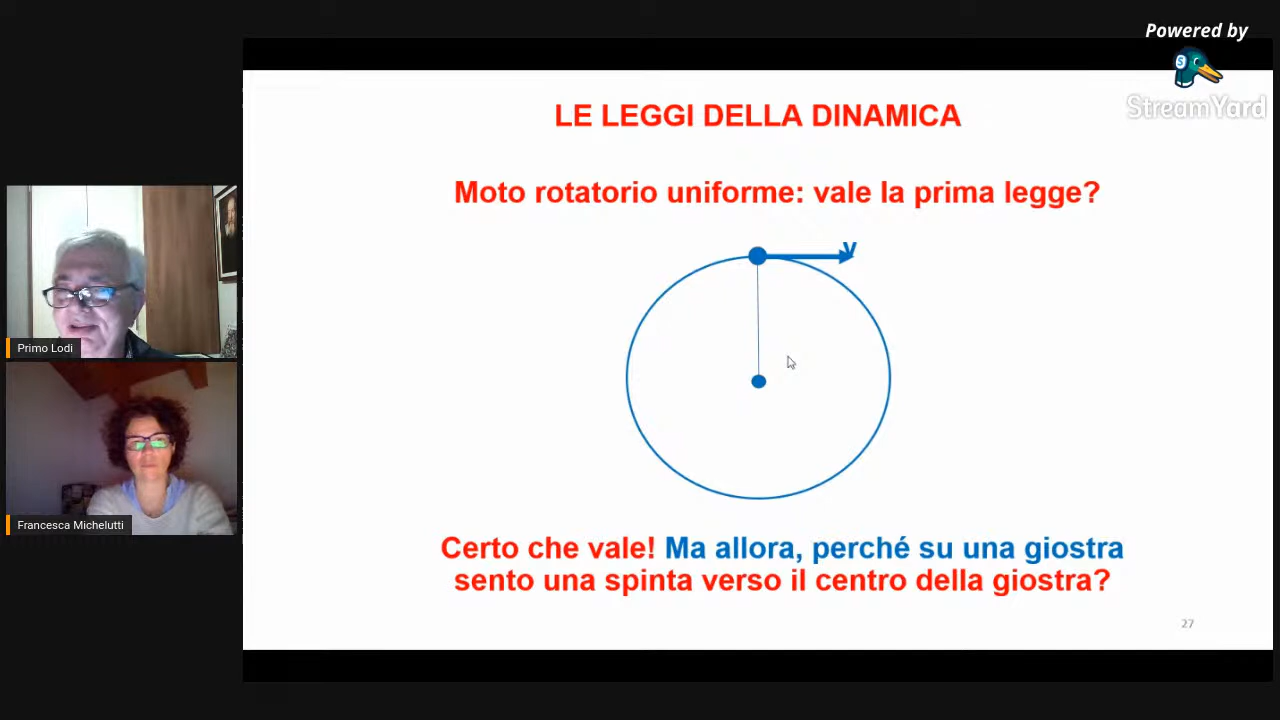 Powered by
StreamYard
LE LEGGI DELLA DINAMICA
Moto rotatorio uniforme: vale la prima legge?
v
Primo Lodi
Francesca Michelutti
Certo che vale! Ma allora, perché su una giostra
sento una spinta verso il centro della giostra?
27